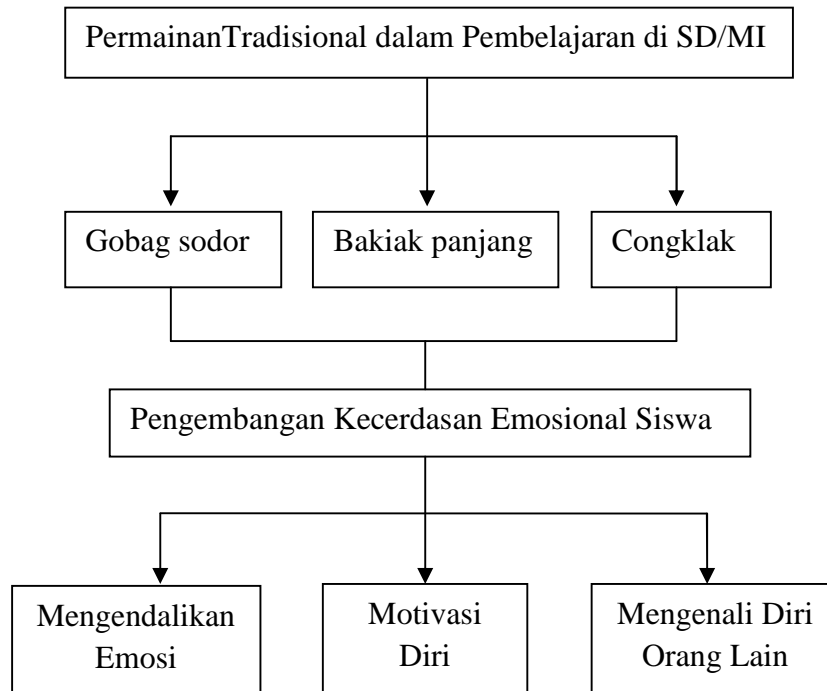 PermainanTradisional dalam Pembelajaran di SD/MI
Gobag sodor
Bakiak panjang
Congklak
Pengembangan Kecerdasan Emosional Siswa
Mengendalikan
Emosi
Motivasi
Diri
Mengenali Diri
Orang Lain